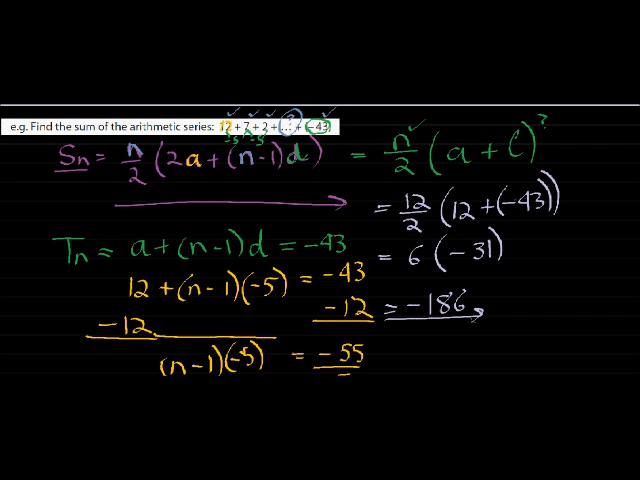 e.g. Find the sum of the arithmetic series: 12 + 7 + 2 + ... + -43
-5 -5 ?
Sn = n/2 (2a + (n-1)d) = n/2 (a + l) ?
= 12/2 (12 + (-43))
Tn = a + (n-1)d = -43
= 6 (-31)
12 + (n-1)(-5) = -43
-12 -12
= -186
(n-1)(-5) = -55